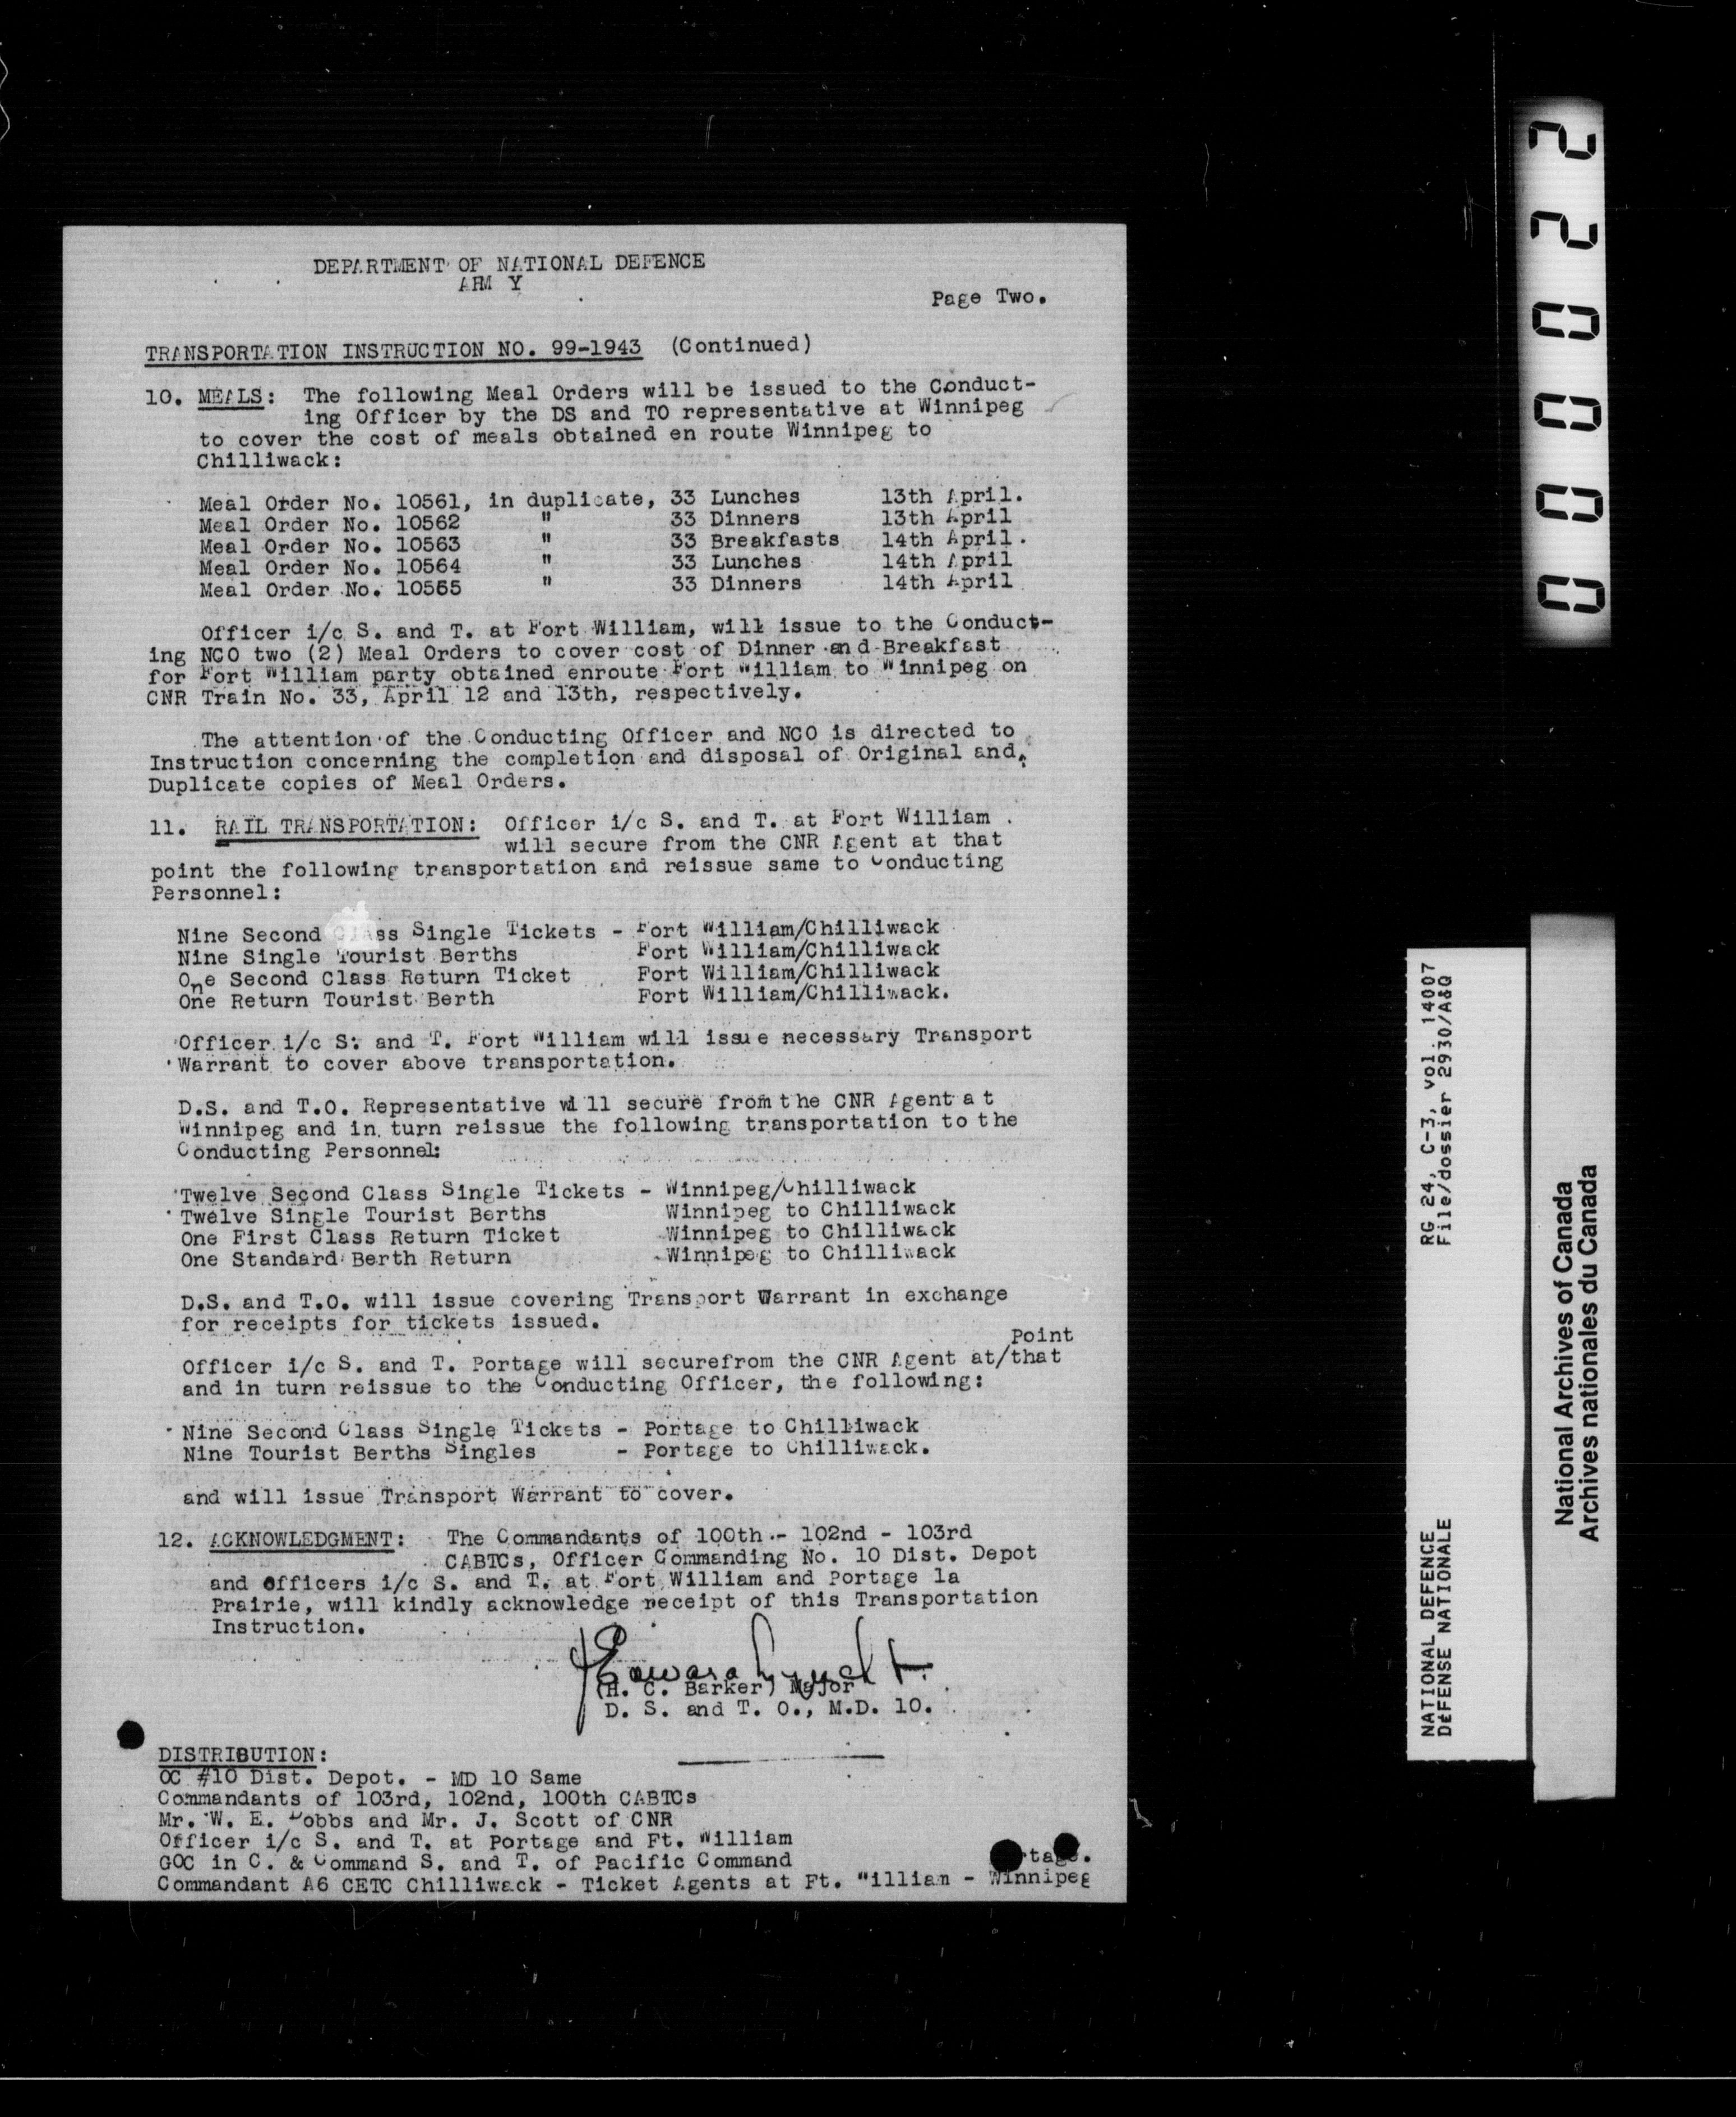 DEPARTMENT OF NATIONAL DEFENCE
ARM Y
Page Two.
TRANSPORTATION INSTRUCTION NO. 99-1943 (Continued)
10. MEALS: The following Meal Orders will be issued to the Conduct-
ing Officer by the DS and TO representative at Winnipeg
to cover the cost of meals obtained en route Winnipeg to
Chilliwack:
Meal Order No. 10561, in duplicate, 33 Lunches 13th April.
Meal Order No. 10562 " 33 Dinners 13th April
Meal Order No. 10563 " 33 Breakfasts 14th April.
Meal Order No. 10564 " 33 Lunches 14th April
Meal Order No. 10565 " 33 Dinners 14th April
Officer i/c S. and T. at Fort William, will issue to the Conduct-
ing NCO two (2) Meal Orders to cover cost of Dinner and Breakfast
for Fort William party obtained enroute Fort William to Winnipeg on
CNR Train No. 33, April 12 and 13th, respectively.
The attention of the Conducting Officer and NCO is directed to
Instruction concerning the completion and disposal of Original and
Duplicate copies of Meal Orders.
11. RAIL TRANSPORTATION: Officer i/c S. and T. at Fort William
will secure from the CNR Agent at that
point the following transportation and reissue same to Conducting
Personnel:
Nine Second Class Single Tickets - Fort William/Chilliwack
Nine Single Tourist Berths Fort William/Chilliwack
One Second Class Return Ticket Fort William/Chilliwack
One Return Tourist Berth Fort William/Chilliwack.
Officer i/c S. and T. Fort William will issue necessary Transport
Warrant to cover above transportation.
D.S. and T.O. Representative will secure from the CNR Agent at
Winnipeg and in turn reissue the following transportation to the
Conducting Personnel:
Twelve Second Class Single Tickets - Winnipeg/Chilliwack
Twelve Single Tourist Berths Winnipeg to Chilliwack
One First Class Return Ticket Winnipeg to Chilliwack
One Standard Berth Return Winnipeg to Chilliwack
D.S. and T.O. will issue covering Transport Warrant in exchange
for receipts for tickets issued.
Point
Officer i/c S. and T. Portage will securefrom the CNR Agent at/that
and in turn reissue to the Conducting Officer, the following:
Nine Second Class Single Tickets - Portage to Chilliwack
Nine Tourist Berths Singles - Portage to Chilliwack.
and will issue Transport Warrant to cover.
12. ACKNOWLEDGMENT: The Commandants of 100th - 102nd - 103rd
CABTCs, Officer Commanding No. 10 Dist. Depot
and officers i/c S. and T. at Fort William and Portage la
Prairie, will kindly acknowledge receipt of this Transportation
Instruction.
(H. C. Barker) Major
D. S. and T. O., M.D. 10.
DISTRIBUTION:
OC #10 Dist. Depot. - MD 10 Same
Commandants of 103rd, 102nd, 100th CABTCs
Mr. W. E. Dobbs and Mr. J. Scott of CNR
Officer i/c S. and T. at Portage and Ft. William
GOC in C. & Command S. and T. of Pacific Command
Commandant A6 CETC Chilliwack - Ticket Agents at Ft. William - Winnipeg
000022
RG 24, C-3, vol. 14007
File/dossier 2930/A&Q
NATIONAL DEFENCE
DÉFENSE NATIONALE
National Archives of Canada
Archives nationales du Canada